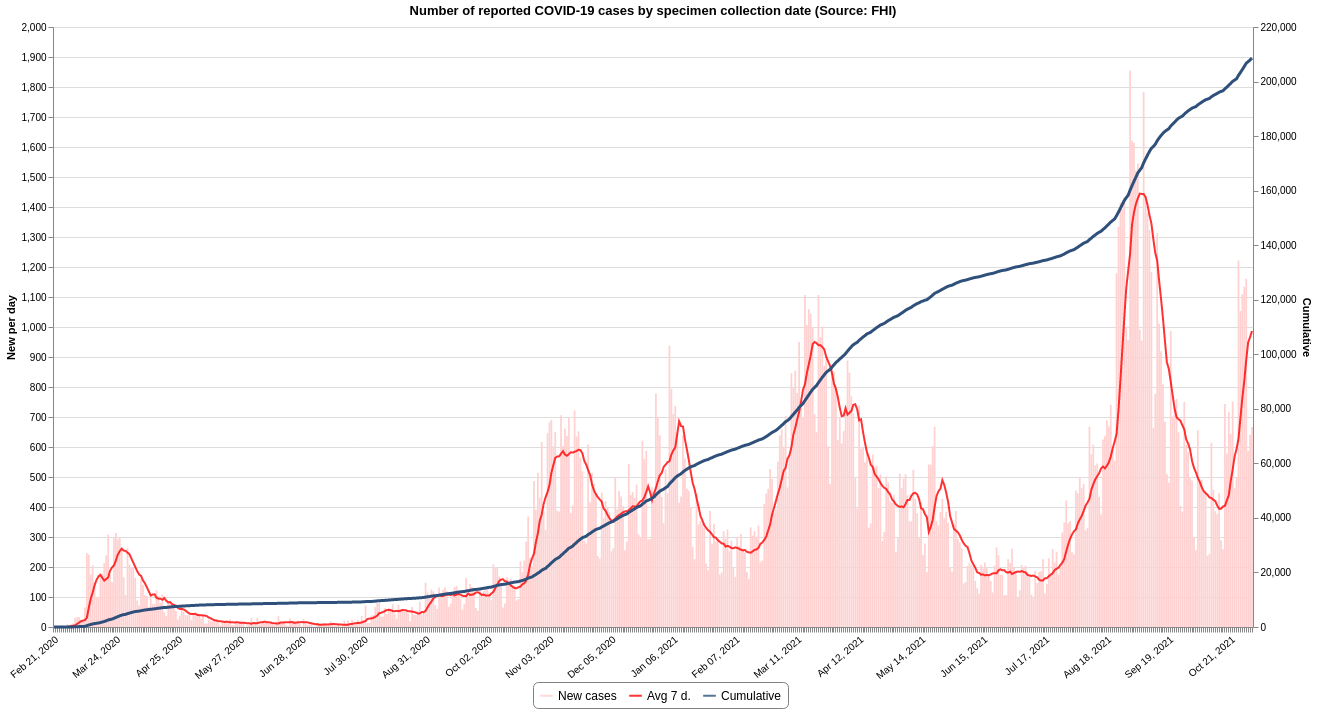 Number of reported COVID-19 cases by specimen collection date (Source: FHI)
2,000
1,900
1,800
1,700
1,600
1,500
1,400
1,300
1,200
1,100
1,000
900
800
700
600
500
400
300
200
100
0
New per day
220,000
200,000
180,000
160,000
140,000
120,000
100,000
80,000
60,000
40,000
20,000
0
Cumulative
Feb 21, 2020
Mar 24, 2020
Apr 25, 2020
May 27, 2020
Jun 28, 2020
Jul 30, 2020
Aug 31, 2020
Oct 02, 2020
Nov 03, 2020
Dec 05, 2020
Jan 06, 2021
Feb 07, 2021
Mar 11, 2021
Apr 12, 2021
May 14, 2021
Jun 15, 2021
Jul 17, 2021
Aug 18, 2021
Sep 19, 2021
Oct 21, 2021
New cases Avg 7 d. Cumulative